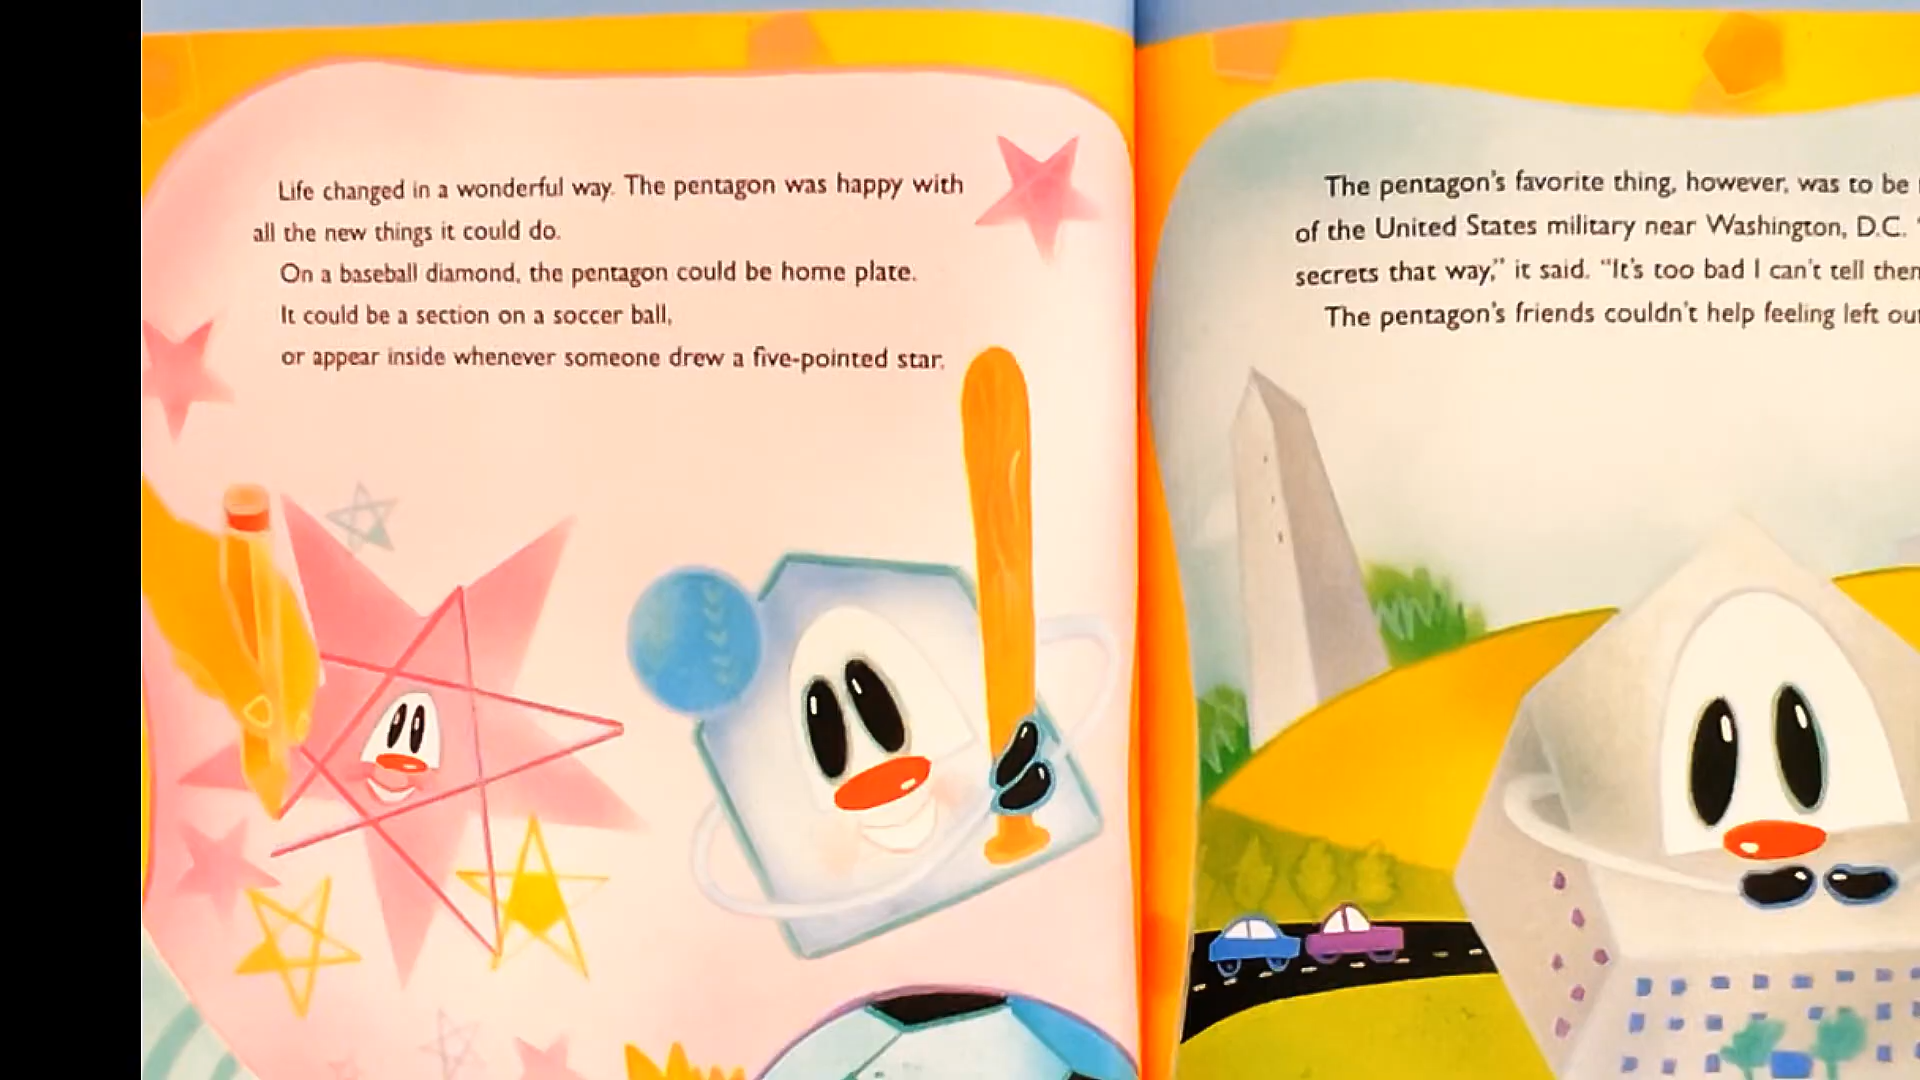 Life changed in a wonderful way. The pentagon was happy with
all the new things it could do.
On a baseball diamond, the pentagon could be home plate.
It could be a section on a soccer ball,
or appear inside whenever someone drew a five-pointed star.
The pentagon's favorite thing, however, was to be
of the United States military near Washington, D.C.
secrets that way," it said. "It's too bad I can't tell
The pentagon's friends couldn't help feeling left